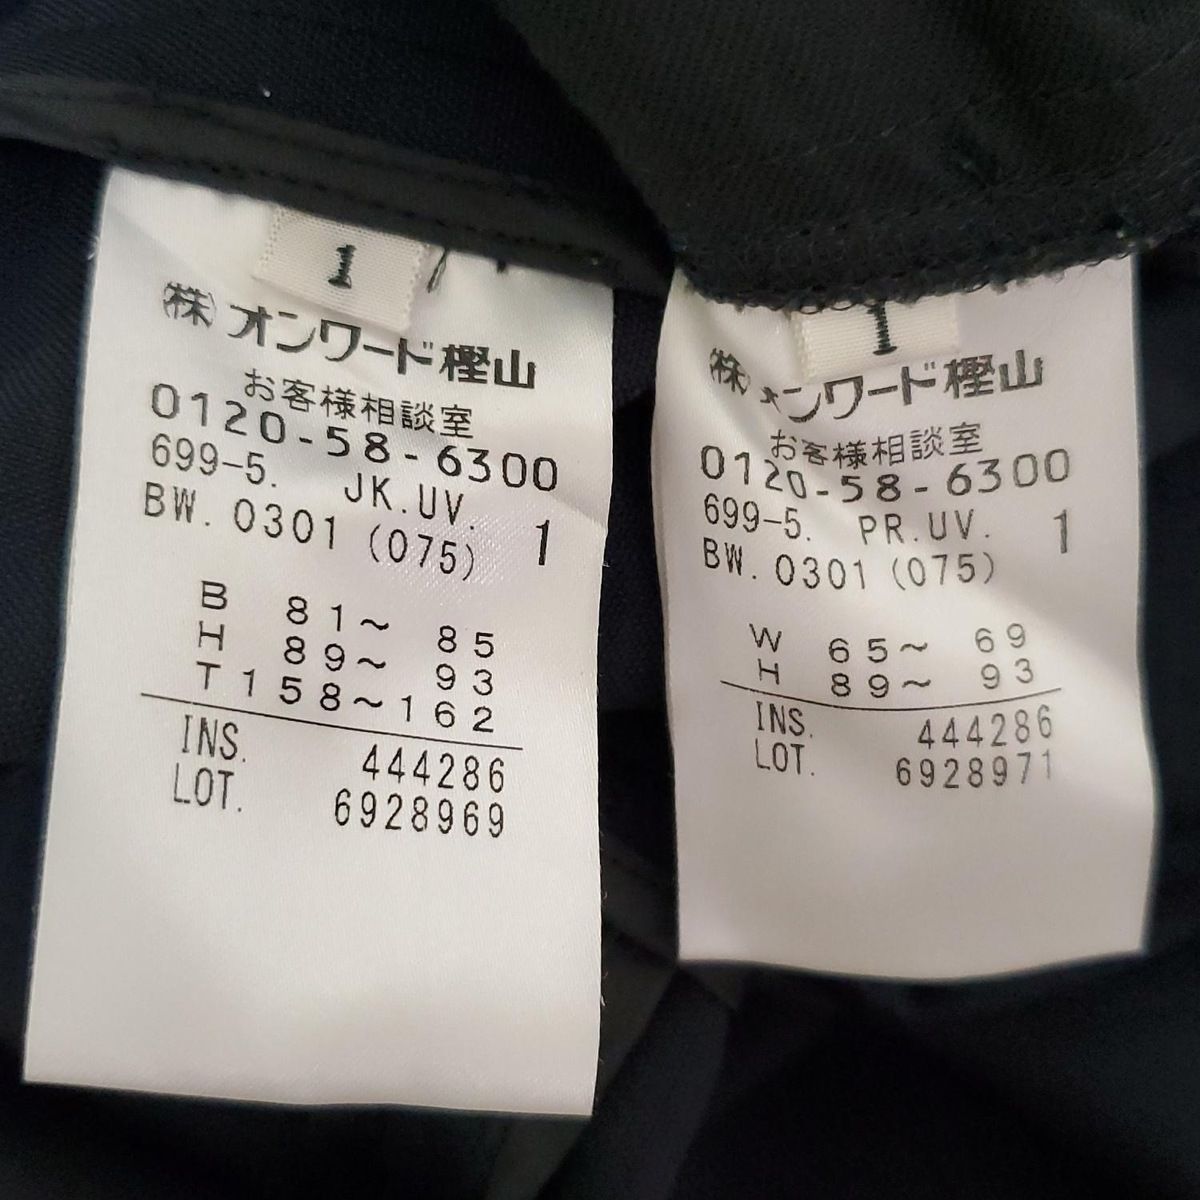 1
㈱オンワード樫山
お客様相談室
0120-58-6300
699-5. JK.UV.
BW. 0301 (075) 1
B 81~ 85
H 89~ 93
T 158~162
INS. 444286
LOT. 6928969
1
㈱オンワード樫山
お客様相談室
0120-58-6300
699-5. PR.UV. 1
BW. 0301 (075)
W 65~ 69
H 89~ 93
INS. 444286
LOT. 6928971